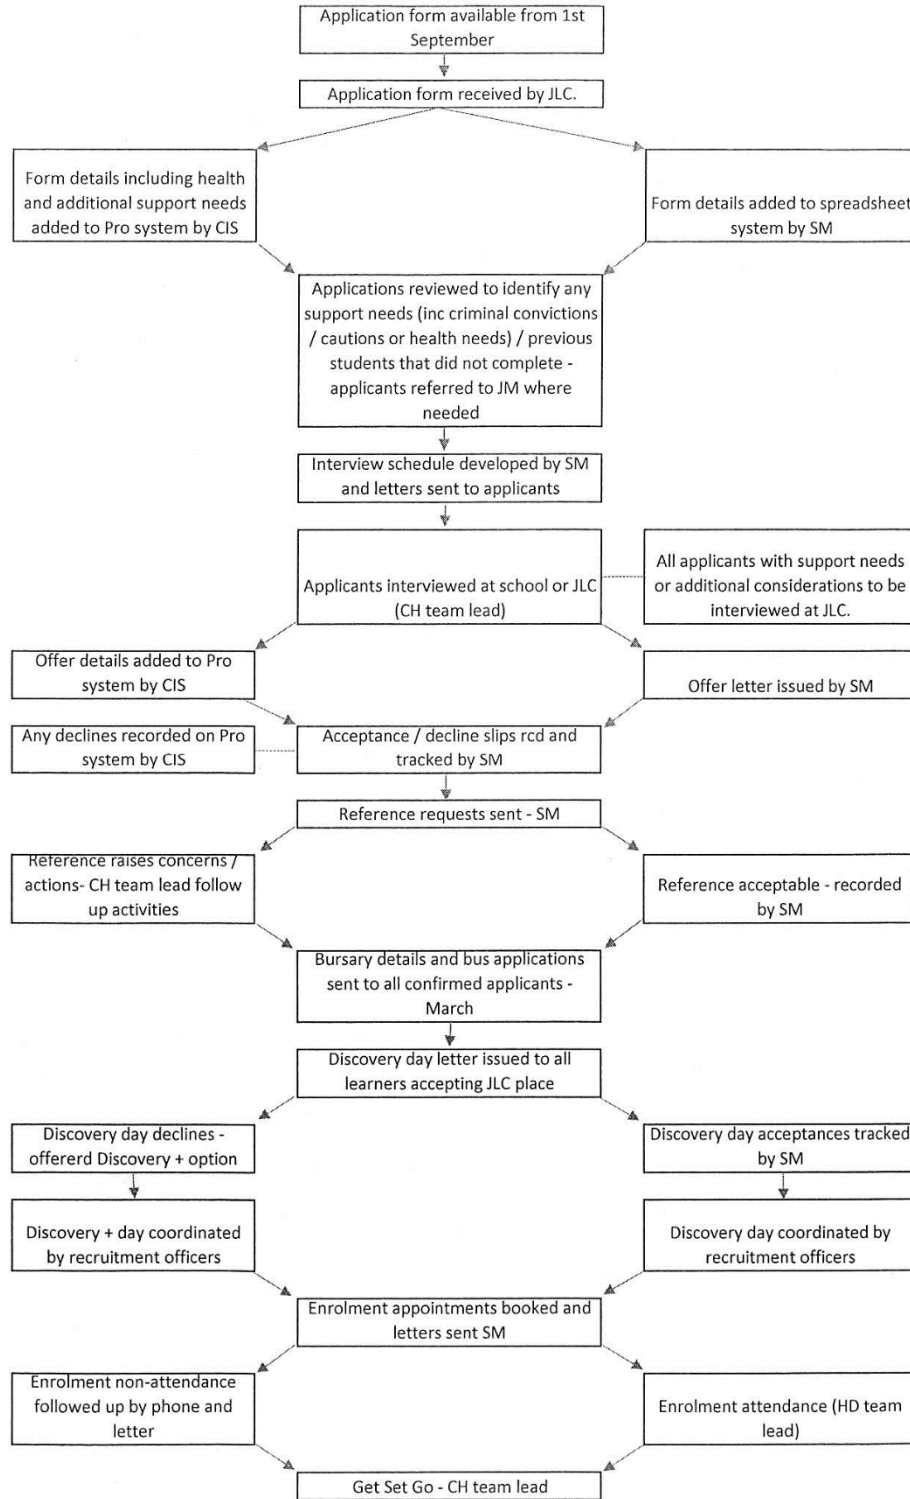 Application form available from 1st
September
Application form received by JLC.
Form details including health
and additional support needs
added to Pro system by CIS
Form details added to spreadsheet
system by SM
Applications reviewed to identify any
support needs (inc criminal convictions
/ cautions or health needs) / previous
students that did not complete -
applicants referred to JM where
needed
Interview schedule developed by SM
and letters sent to applicants
Applicants interviewed at school or JLC
(CH team lead)
All applicants with support needs
or additional considerations to be
interviewed at JLC.
Offer details added to Pro
system by CIS
Offer letter issued by SM
Any declines recorded on Pro
system by CIS
Acceptance / decline slips rcd and
tracked by SM
Reference requests sent - SM
Reference raises concerns /
actions- CH team lead follow
up activities
Reference acceptable - recorded
by SM
Bursary details and bus applications
sent to all confirmed applicants -
March
Discovery day letter issued to all
learners accepting JLC place
Discovery day declines -
offererd Discovery + option
Discovery day acceptances tracked
by SM
Discovery + day coordinated
by recruitment officers
Discovery day coordinated by
recruitment officers
Enrolment appointments booked and
letters sent SM
Enrolment non-attendance
followed up by phone and
letter
Enrolment attendance (HD team
lead)
Get Set Go - CH team lead